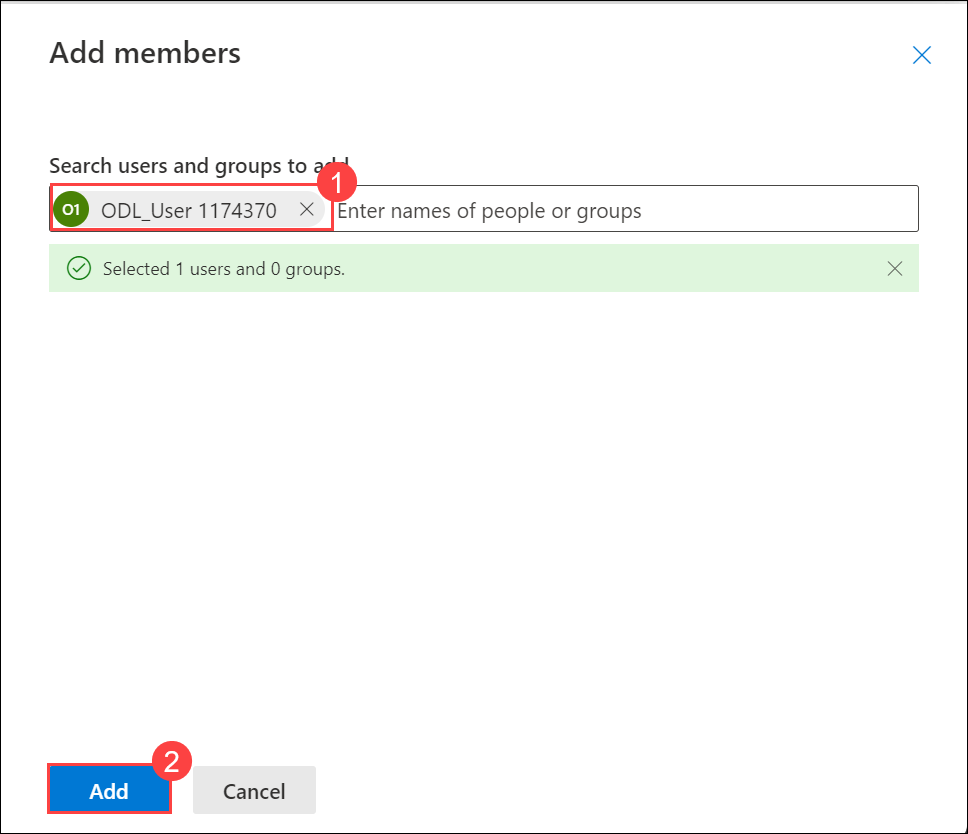 Add members
Search users and groups to add
1
O1 ODL_User 1174370 Enter names of people or groups
Selected 1 users and 0 groups.
2
Add Cancel